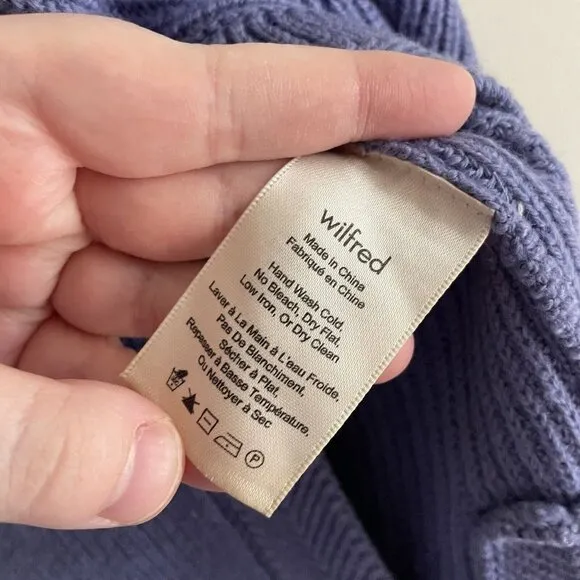 wilfred
Made in China
Fabriqué en Chine
Hand Wash Cold.
No Bleach, Dry Flat.
Low Iron, Or Dry Clean
Laver à La Main à L'eau Froide.
Pas De Blanchiment.
Sècher à Plat,
Repasser à Basse Température.
Ou Nettoyer à Sec
P